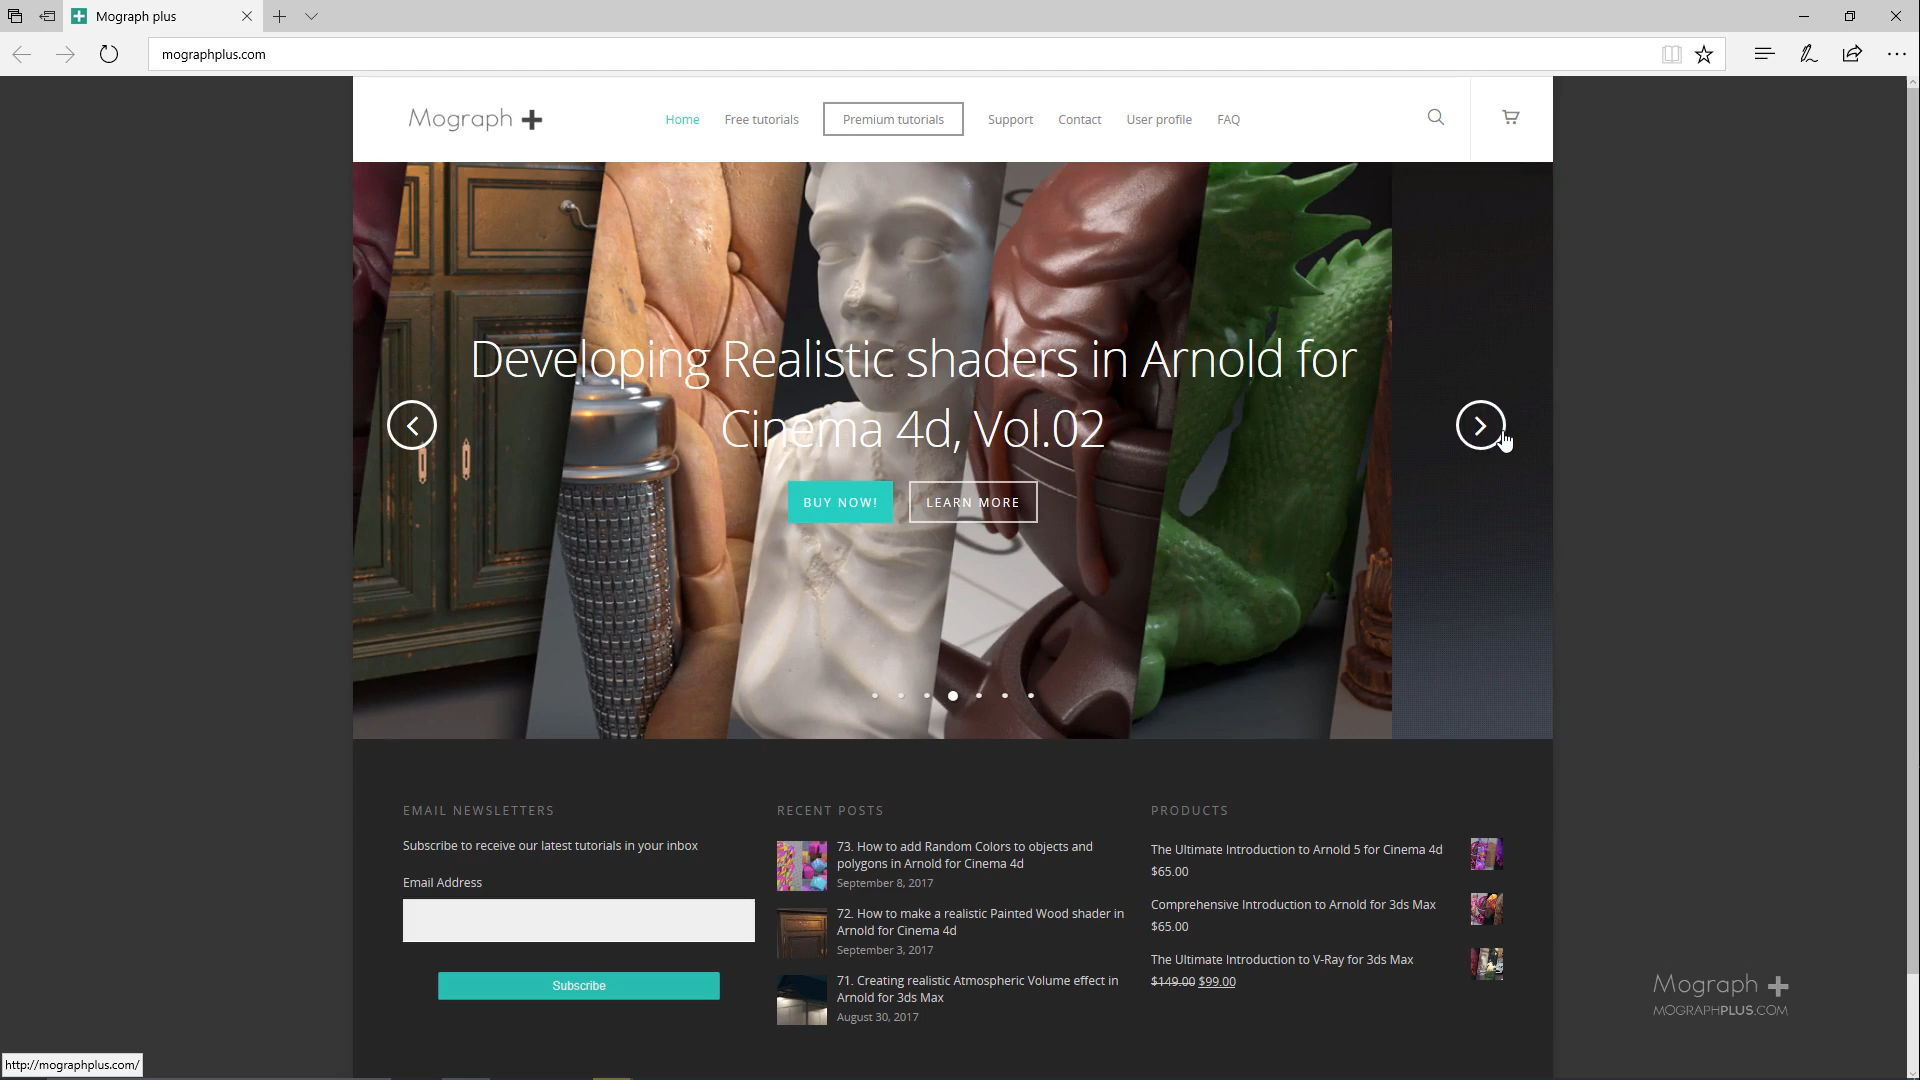 Mograph plus
mographplus.com
Mograph
Home
Free tutorials
Premium tutorials
Support
Contact
User profile
FAQ
Developing Realistic shaders in Arnold for
Cinema 4d, Vol.02
BUY NOW!
LEARN MORE
EMAIL NEWSLETTERS
Subscribe to receive our latest tutorials in your inbox
Email Address
Subscribe
RECENT POSTS
73. How to add Random Colors to objects and
polygons in Arnold for Cinema 4d
September 8, 2017
72. How to make a realistic Painted Wood shader in
Arnold for Cinema 4d
September 3, 2017
71. Creating realistic Atmospheric Volume effect in
Arnold for 3ds Max
August 30, 2017
PRODUCTS
The Ultimate Introduction to Arnold 5 for Cinema 4d
$65.00
Comprehensive Introduction to Arnold for 3ds Max
$65.00
The Ultimate Introduction to V-Ray for 3ds Max
$149.00 $99.00
Mograph
MOGRAPHPLUS.COM
http://mographplus.com/